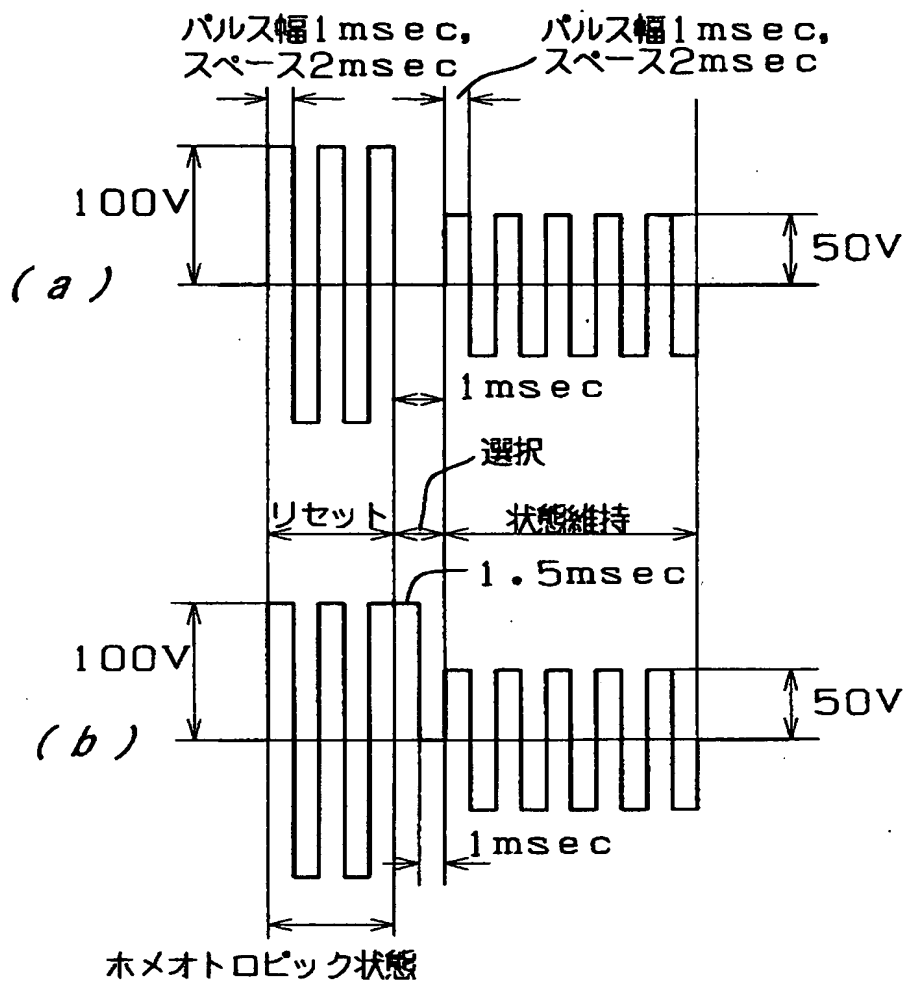 パルス幅1msec,
スペース2msec
パルス幅1msec,
スペース2msec
100V
50V
(a)
1msec
選択
リセット
状態維持
1.5msec
100V
50V
(b)
1msec
ホメオトロピック状態